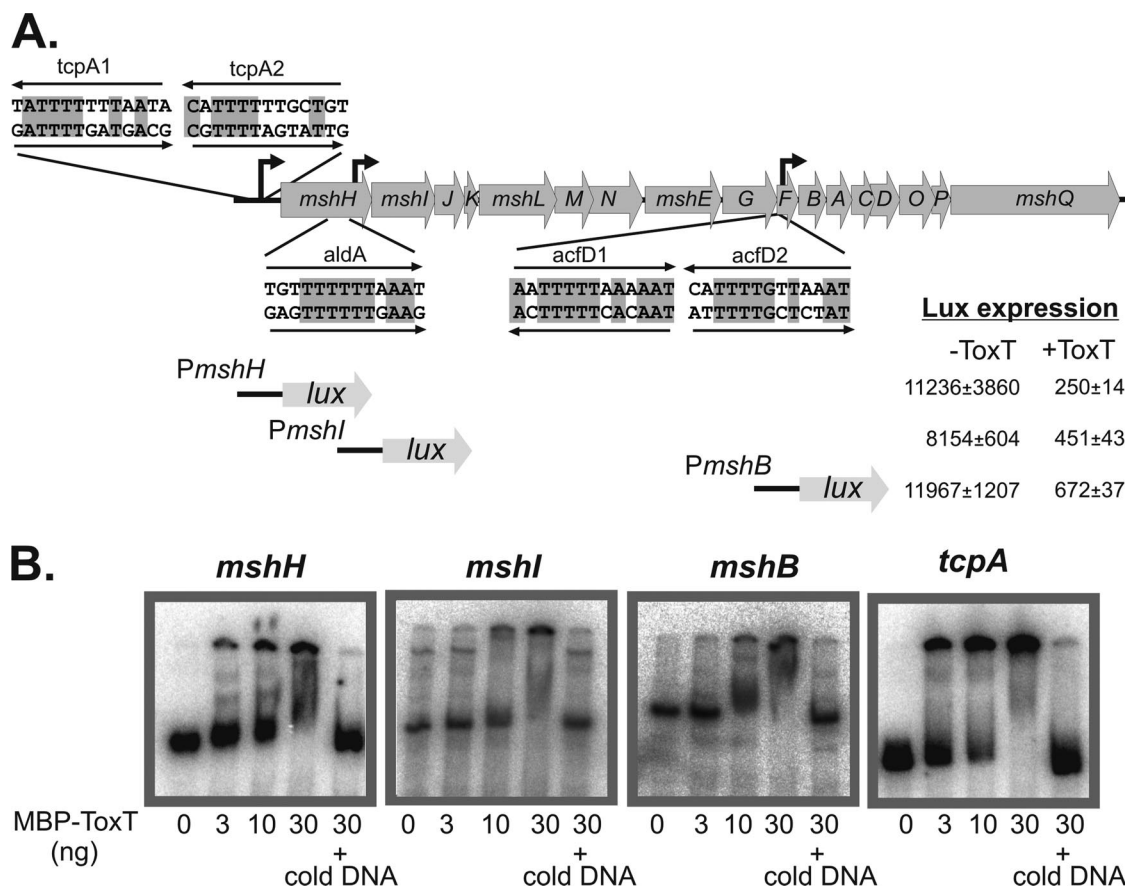 A.
tcpA1 tcpA2
TATTTTTTTAATA CATTTTTTGCTGT
GATTTTGATGACG CGTTTTAGTATTG
mshH mshI J K mshL M N mshE G F B A C D O P mshQ
aldA acfD1 acfD2
TGTTTTTTTAAAT AATTTTTAAAAAT CATTTTGTTAAAT
GAGTTTTTTGAAG ACTTTTTCACAAT ATTTTGCTCTAT
Lux expression
-ToxT +ToxT
PmshH
lux
11236±3860 250±14
PmshI
lux
8154±604 451±43
PmshB
lux
11967±1207 672±37
B.
mshH mshI mshB tcpA
MBP-ToxT 0 3 10 30 30 0 3 10 30 30 0 3 10 30 30 0 3 10 30 30
(ng) + + + +
cold DNA cold DNA cold DNA cold DNA